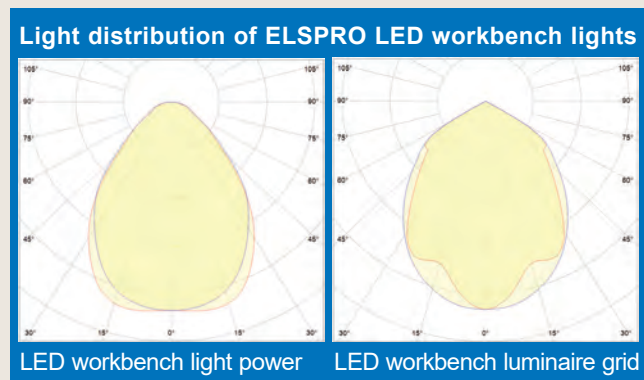 Light distribution of ELSPRO LED workbench lights
105° 105° 105° 105°
90° 90° 90° 90°
75° 75° 75° 75°
60° 60° 60° 60°
45° 45° 45° 45°
30° 15° 0° 15° 30° 30° 15° 0° 15° 30°
LED workbench light power LED workbench luminaire grid